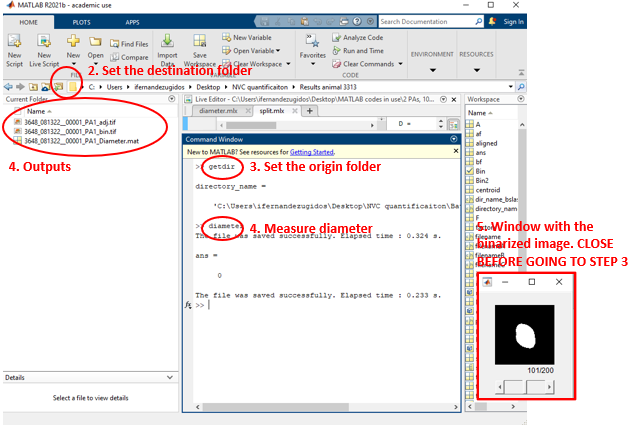 MATLAB R2021b - academic use
HOME
PLOTS
APPS
Search Documentation
Sign In
New Script
New Live Script
New
Open
Find Files
Compare
Import Data
Save Workspace
New Variable
Open Variable
Clear Workspace
Favorites
Analyze Code
Run and Time
Clear Commands
ENVIRONMENT
RESOURCES
FILE
CODE
2. Set the destination folder
C: › Users › ifernandezugidos › Desktop › NVC quantificaiton › Results animal 3313
Current Folder
Name
3648_081322__00001_PA1_adj.tif
3648_081322__00001_PA1_bin.tif
3648_081322__00001_PA1_Diameter.mat
4. Outputs
Details
Select a file to view details
Live Editor - C:\Users\ifernandezugidos\Desktop\MATLAB codes in use\2 PAs, 10...
diameter.mlx
split.mlx
D =
Command Window
New to MATLAB? See resources for Getting Started.
>> getdir
3. Set the origin folder
directory_name =
'C:\Users\ifernandezugidos\Desktop\NVC quantificaiton\Ba
>> diameter
4. Measure diameter
The file was saved successfully. Elapsed time : 0.324 s.
ans =
0
The file was saved successfully. Elapsed time : 0.233 s.
fx >>
Workspace
Name
A
af
aligned
ans
bf
Bin
Bin2
centroid
dir_name_bslas
directory_nam
F
5. Window with the
binarized image. CLOSE
BEFORE GOING TO STEP 3
101/200